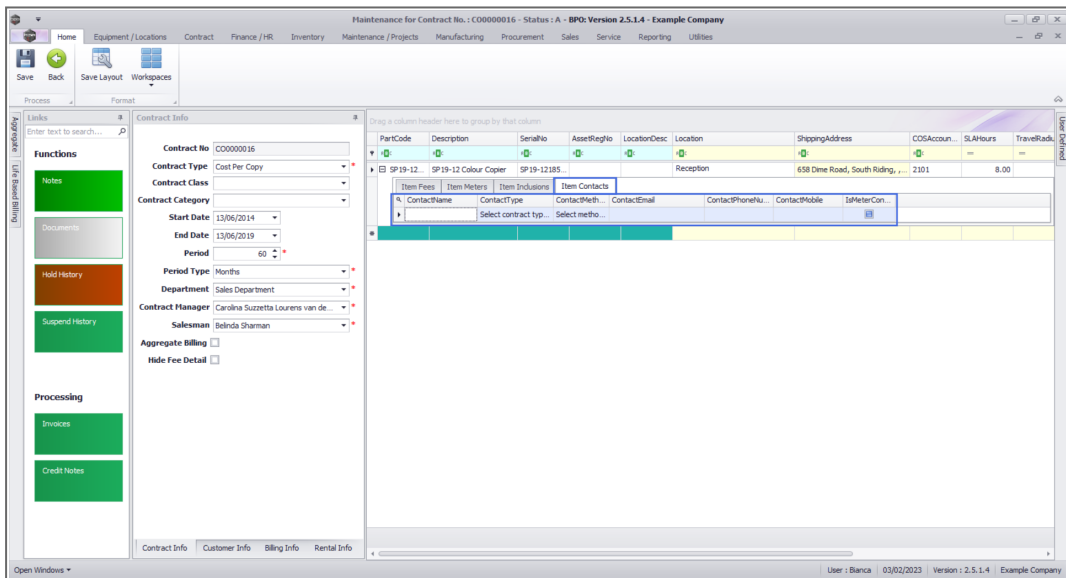 Maintenance for Contract No. : CO0000016 - Status : A - BPO: Version 2.5.1.4 - Example Company
Home Equipment / Locations Contract Finance / HR Inventory Maintenance / Projects Manufacturing Procurement Sales Service Reporting Utilities
Save Back Save Layout Workspaces
Process Format
Aggregate
Life Based Billing
Links
Enter text to search...
Functions
Notes
Documents
Hold History
Suspend History
Processing
Invoices
Credit Notes
Contract Info
Contract No CO0000016
Contract Type Cost Per Copy *
Contract Class
Contract Category
Start Date 13/06/2014
End Date 13/06/2019
Period 60 *
Period Type Months *
Department Sales Department *
Contract Manager Carolina Suzzetta Lourens van de... *
Salesman Belinda Sharman *
Aggregate Billing
Hide Fee Detail
Contract Info Customer Info Billing Info Rental Info
Drag a column header here to group by that column
PartCode Description SerialNo AssetRegNo LocationDesc Location ShippingAddress COSAccoun... SLAHours TravelRadiu
SP19-12... SP19-12 Colour Copier SP19-12185... Reception 658 Dime Road, South Riding, ,... 2101 8.00
Item Fees Item Meters Item Inclusions Item Contacts
ContactName ContactType ContactMeth... ContactEmail ContactPhoneNu... ContactMobile IsMeterCon...
Select contract typ... Select metho...
User Defined
Open Windows
User : Bianca 03/02/2023 Version : 2.5.1.4 Example Company